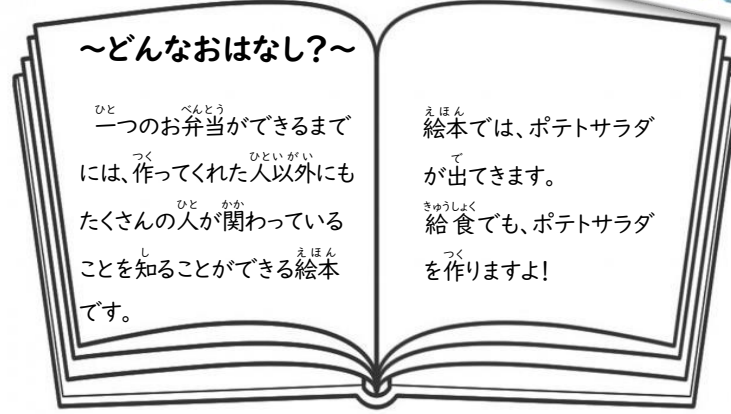 ~どんなおはなし?~
一つのお弁当ができるまで
には、作ってくれた人以外にも
たくさんの人が関わっている
ことを知ることができる絵本
です。
絵本では、ポテトサラダ
が出てきます。
給食でも、ポテトサラダ
を作りますよ!